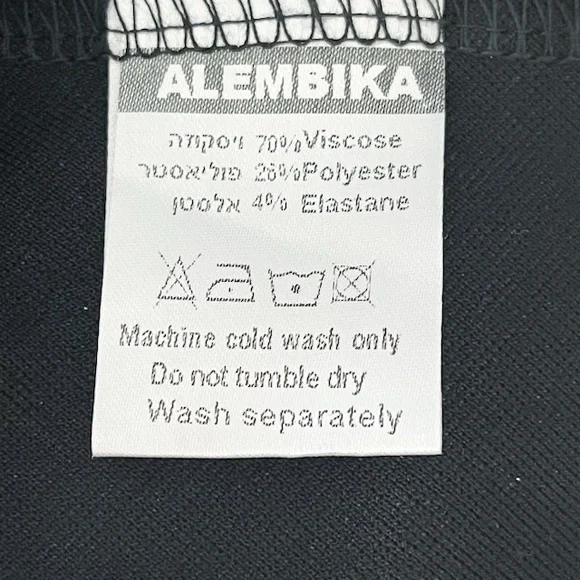 ALEMBIKA
ויסקוזה 70% Viscose
פוליאסטר 26% Polyester
אלסטן 4% Elastane
Machine cold wash only
Do not tumble dry
Wash separately